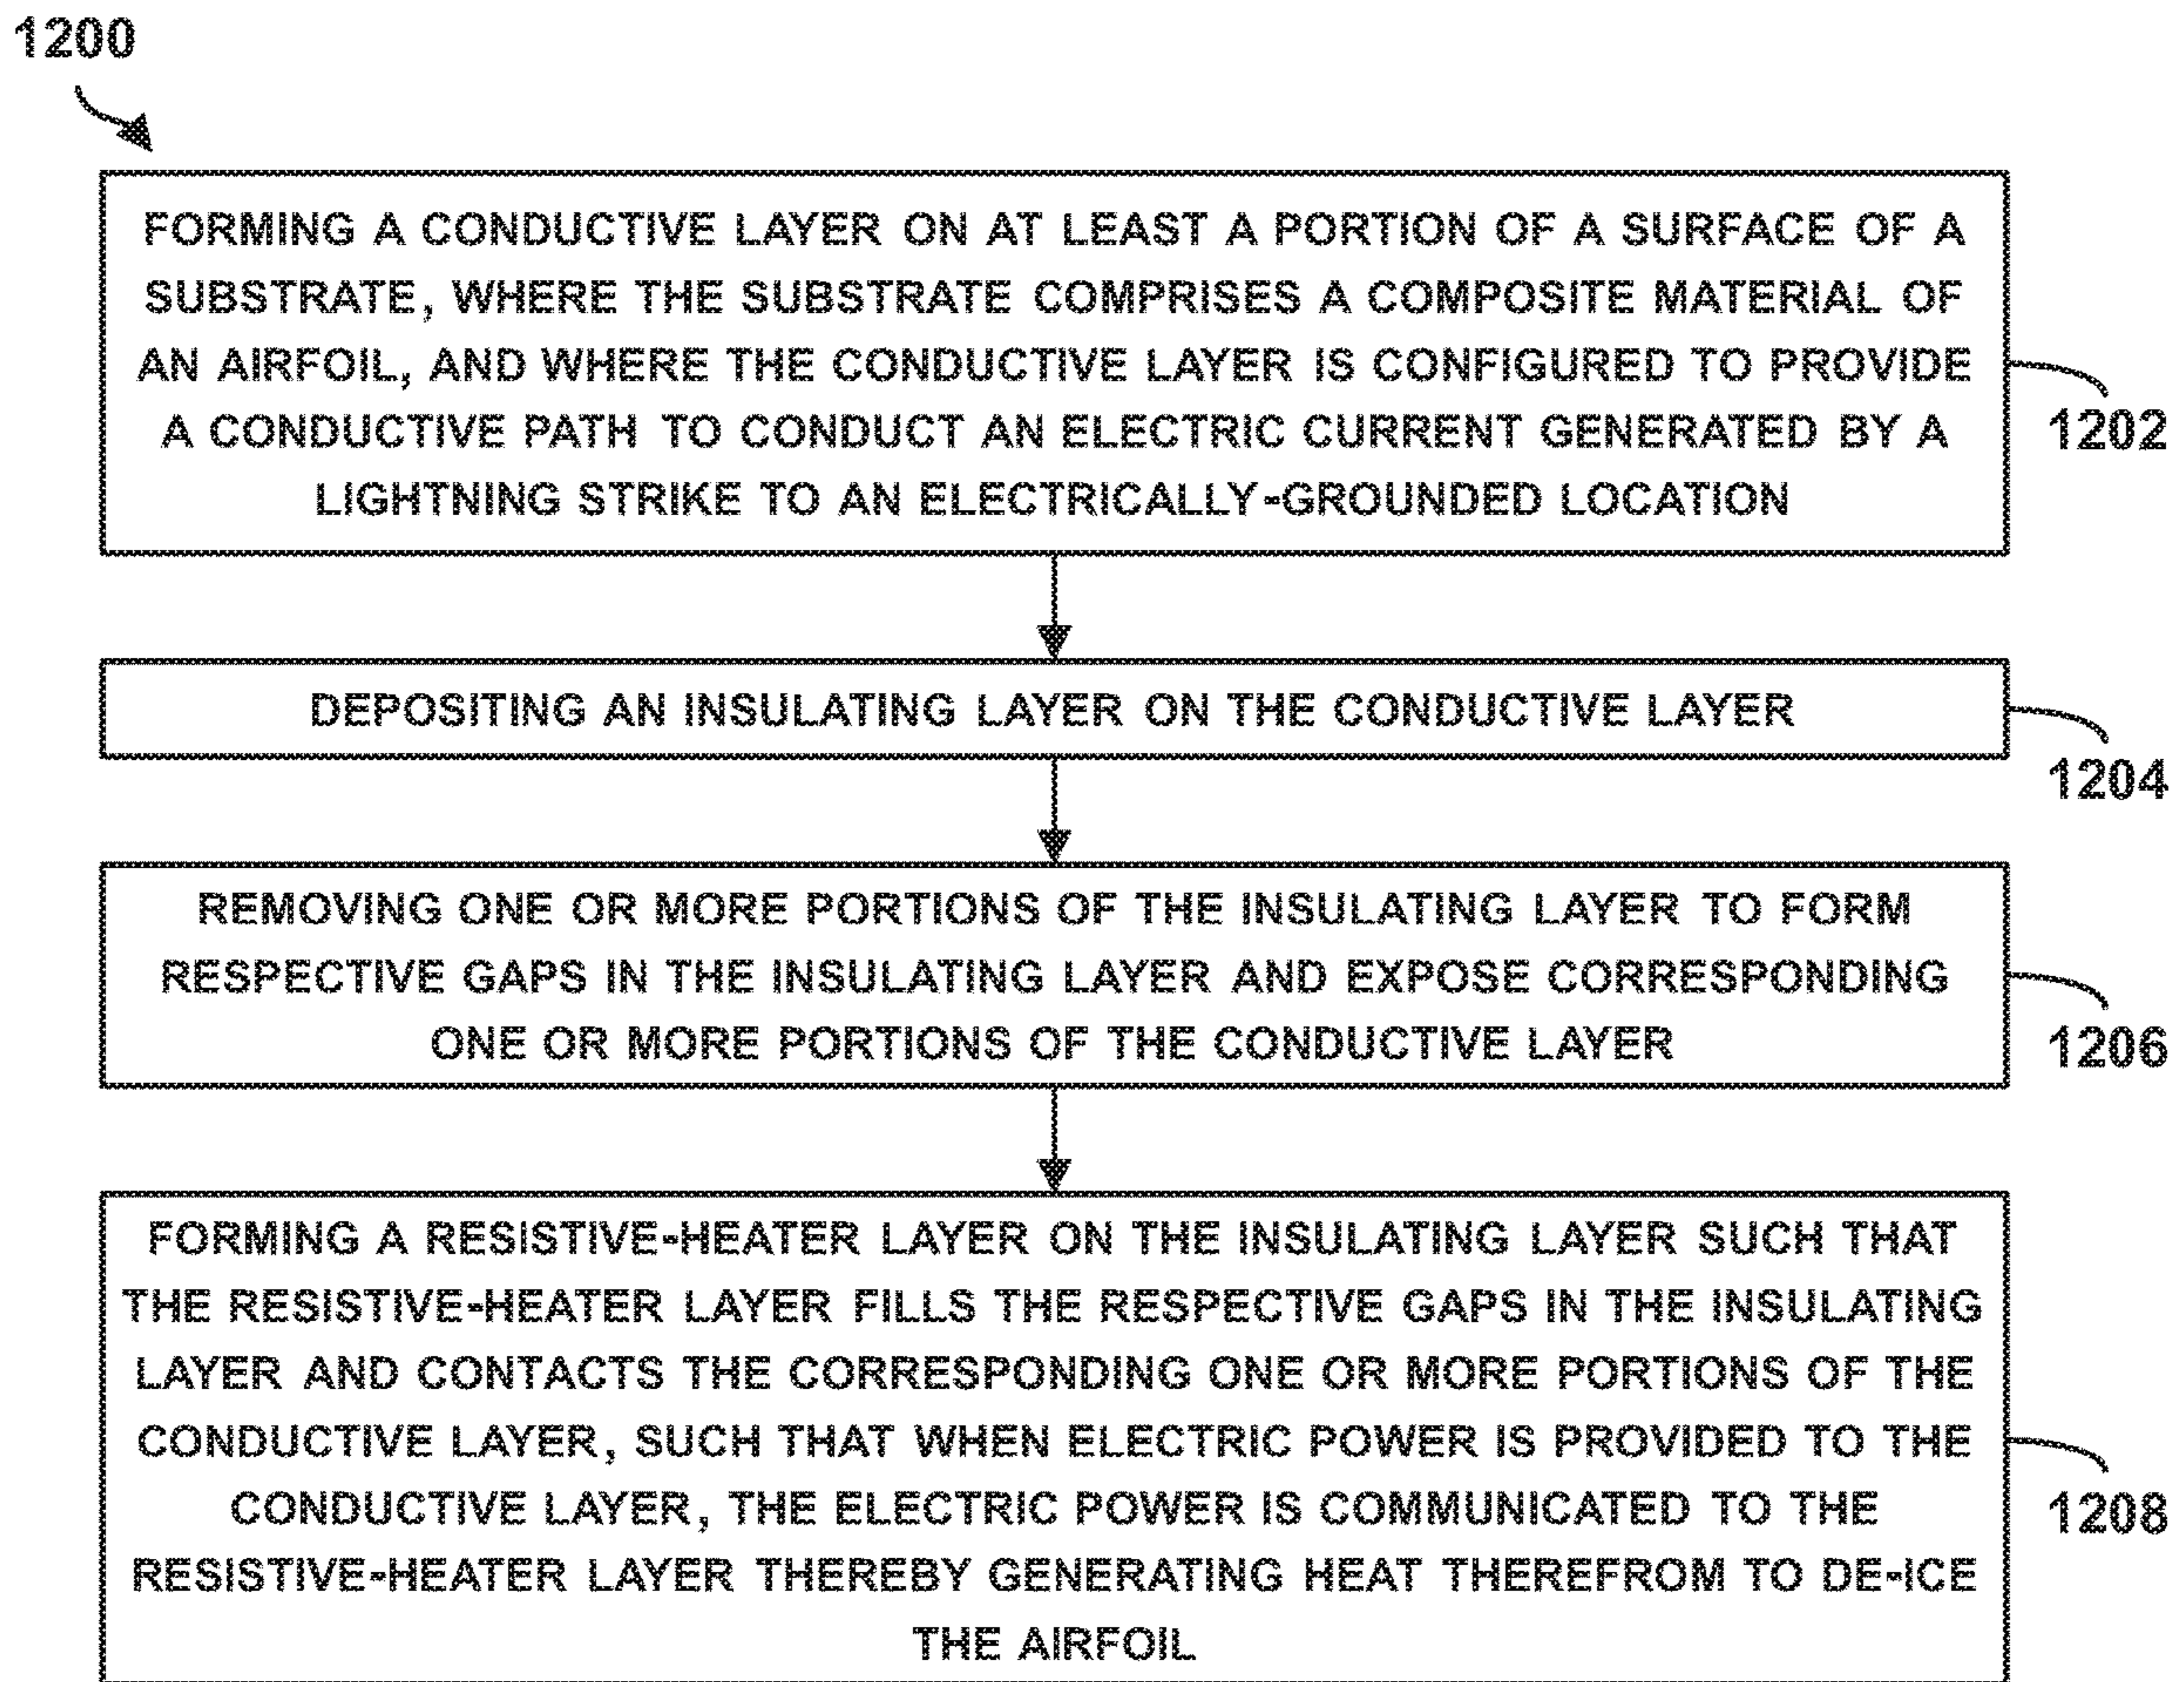 1200
FORMING A CONDUCTIVE LAYER ON AT LEAST A PORTION OF A SURFACE OF A
SUBSTRATE, WHERE THE SUBSTRATE COMPRISES A COMPOSITE MATERIAL OF
AN AIRFOIL, AND WHERE THE CONDUCTIVE LAYER IS CONFIGURED TO PROVIDE
A CONDUCTIVE PATH TO CONDUCT AN ELECTRIC CURRENT GENERATED BY A
LIGHTNING STRIKE TO AN ELECTRICALLY-GROUNDED LOCATION
1202
DEPOSITING AN INSULATING LAYER ON THE CONDUCTIVE LAYER
1204
REMOVING ONE OR MORE PORTIONS OF THE INSULATING LAYER TO FORM
RESPECTIVE GAPS IN THE INSULATING LAYER AND EXPOSE CORRESPONDING
ONE OR MORE PORTIONS OF THE CONDUCTIVE LAYER
1206
FORMING A RESISTIVE-HEATER LAYER ON THE INSULATING LAYER SUCH THAT
THE RESISTIVE-HEATER LAYER FILLS THE RESPECTIVE GAPS IN THE INSULATING
LAYER AND CONTACTS THE CORRESPONDING ONE OR MORE PORTIONS OF THE
CONDUCTIVE LAYER, SUCH THAT WHEN ELECTRIC POWER IS PROVIDED TO THE
CONDUCTIVE LAYER, THE ELECTRIC POWER IS COMMUNICATED TO THE
RESISTIVE-HEATER LAYER THEREBY GENERATING HEAT THEREFROM TO DE-ICE
THE AIRFOIL
1208